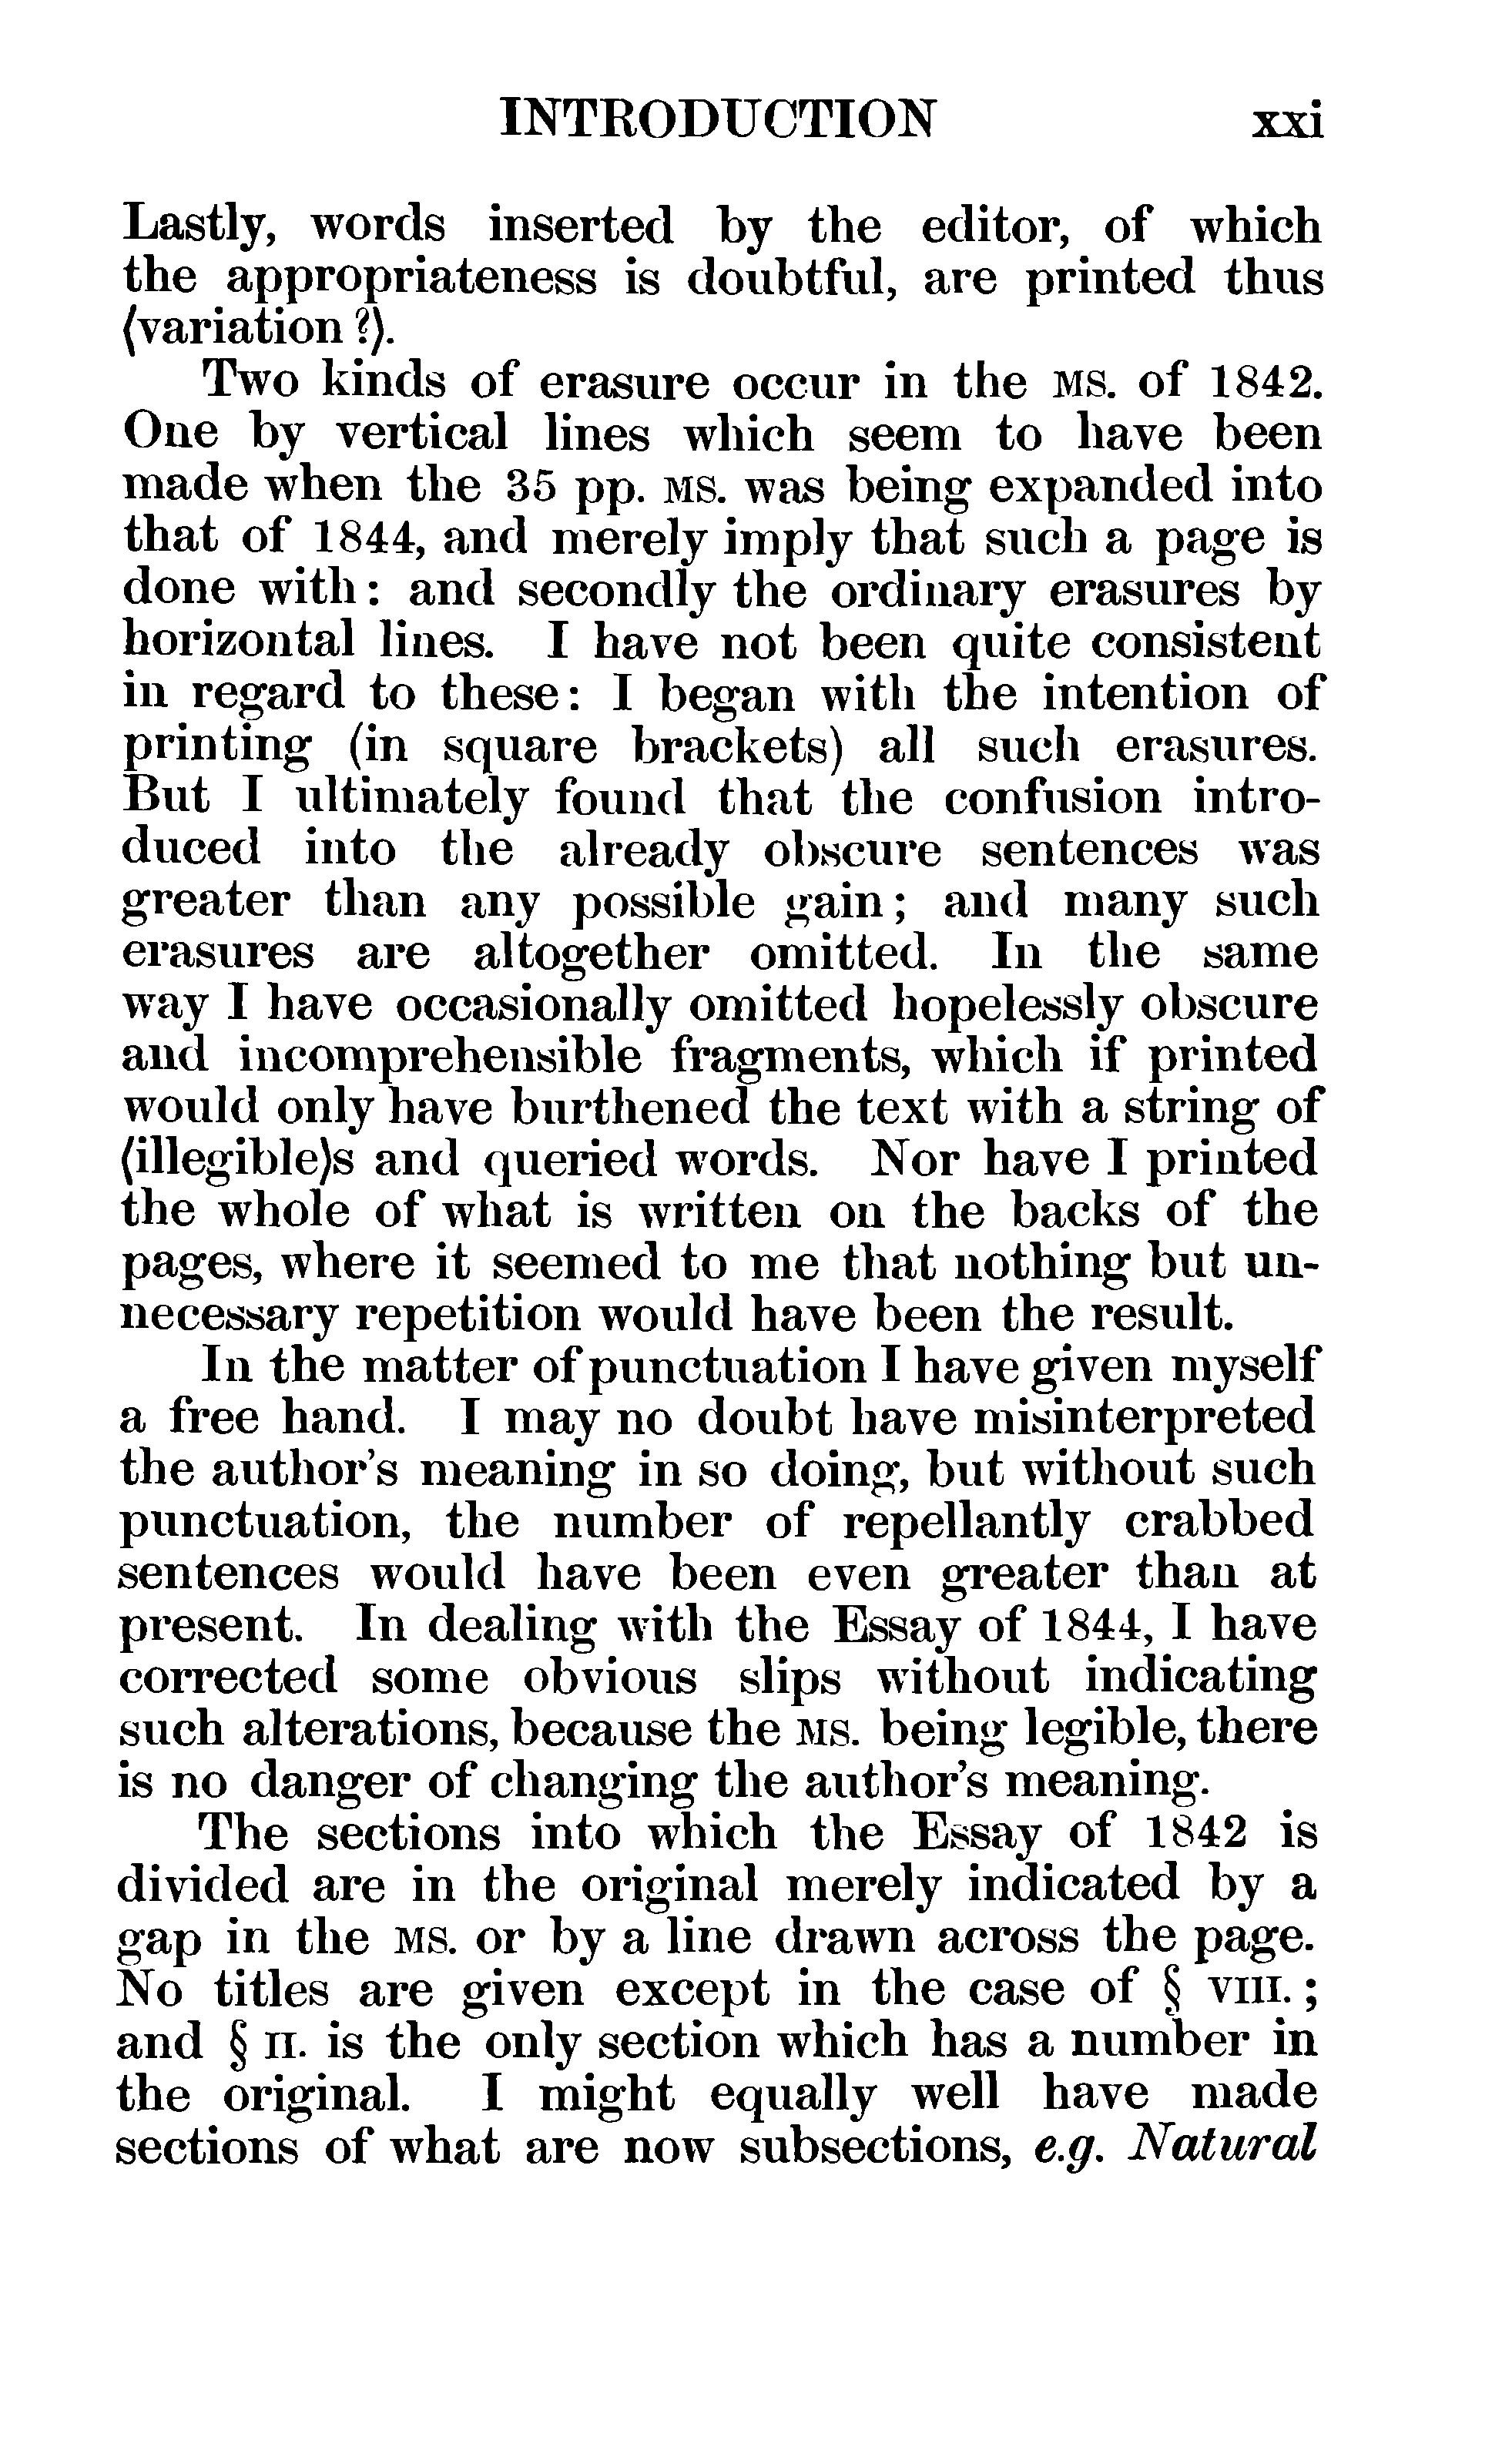 INTRODUCTION xxi
Lastly, words inserted by the editor, of which
the appropriateness is doubtful, are printed thus
⟨variation?⟩.
Two kinds of erasure occur in the MS. of 1842.
One by vertical lines which seem to have been
made when the 35 pp. MS. was being expanded into
that of 1844, and merely imply that such a page is
done with: and secondly the ordinary erasures by
horizontal lines. I have not been quite consistent
in regard to these: I began with the intention of
printing (in square brackets) all such erasures.
But I ultimately found that the confusion intro-
duced into the already obscure sentences was
greater than any possible gain; and many such
erasures are altogether omitted. In the same
way I have occasionally omitted hopelessly obscure
and incomprehensible fragments, which if printed
would only have burthened the text with a string of
⟨illegible⟩s and queried words. Nor have I printed
the whole of what is written on the backs of the
pages, where it seemed to me that nothing but un-
necessary repetition would have been the result.
In the matter of punctuation I have given myself
a free hand. I may no doubt have misinterpreted
the author's meaning in so doing, but without such
punctuation, the number of repellantly crabbed
sentences would have been even greater than at
present. In dealing with the Essay of 1844, I have
corrected some obvious slips without indicating
such alterations, because the MS. being legible, there
is no danger of changing the author's meaning.
The sections into which the Essay of 1842 is
divided are in the original merely indicated by a
gap in the MS. or by a line drawn across the page.
No titles are given except in the case of § VIII.;
and § II. is the only section which has a number in
the original. I might equally well have made
sections of what are now subsections, e.g. Natural